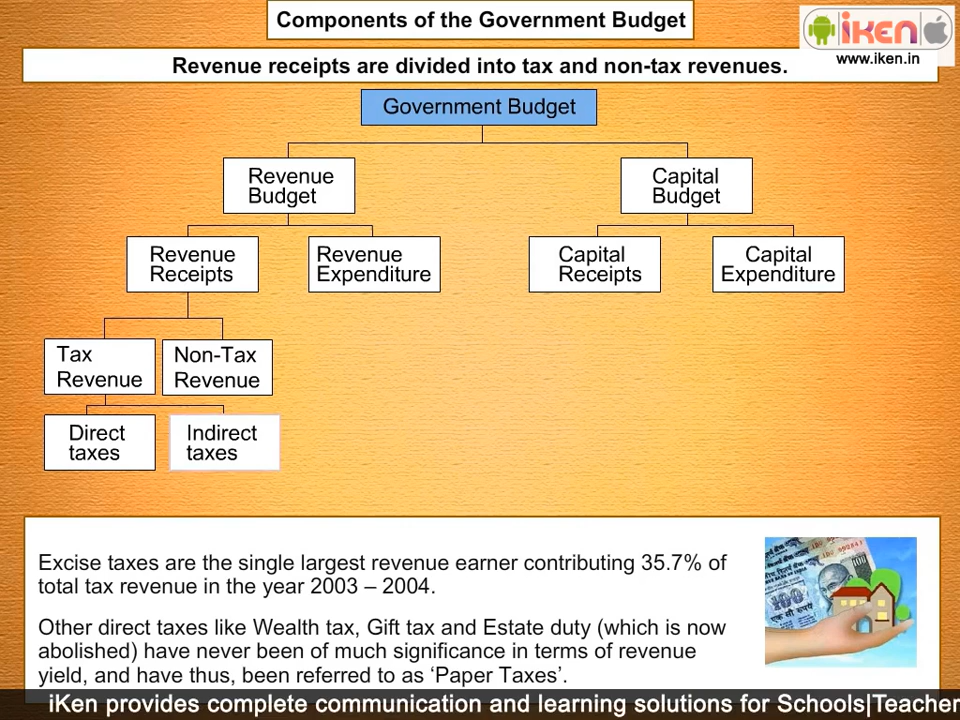 Components of the Government Budget
iKEN
www.iken.in
Revenue receipts are divided into tax and non-tax revenues.
Government Budget
Revenue
Budget
Capital
Budget
Revenue
Receipts
Revenue
Expenditure
Capital
Receipts
Capital
Expenditure
Tax
Revenue
Non-Tax
Revenue
Direct
taxes
Indirect
taxes
Excise taxes are the single largest revenue earner contributing 35.7% of
total tax revenue in the year 2003 – 2004.
Other direct taxes like Wealth tax, Gift tax and Estate duty (which is now
abolished) have never been of much significance in terms of revenue
yield, and have thus, been referred to as ‘Paper Taxes’.
100
iKen provides complete communication and learning solutions for Schools|Teacher